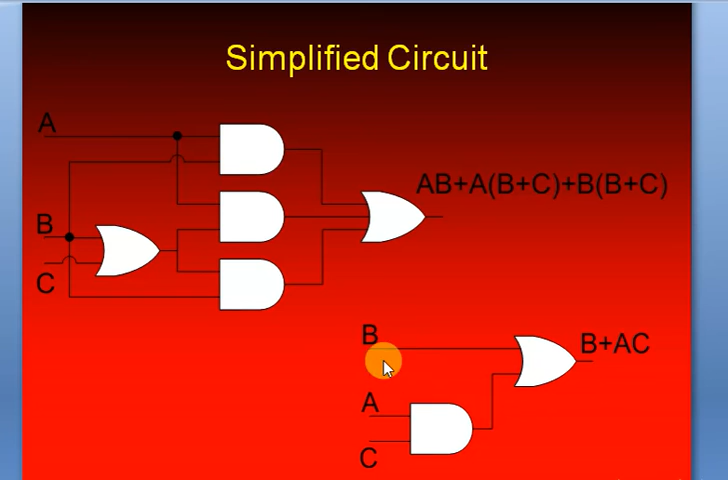 Simplified Circuit
A
AB+A(B+C)+B(B+C)
B
C
B
B+AC
A
C